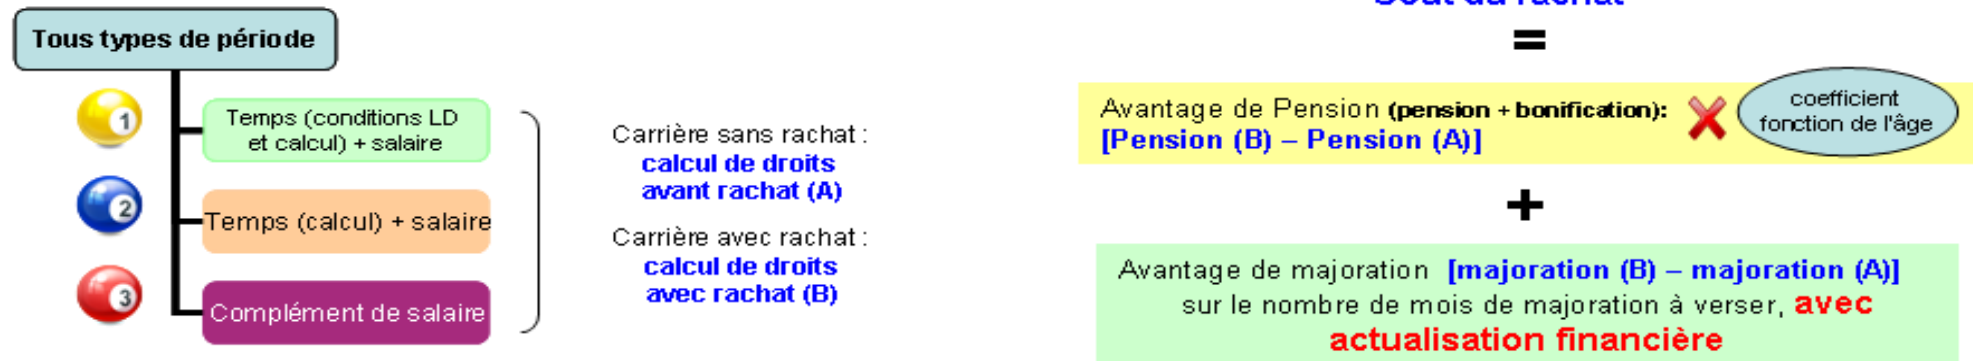 Tous types de période
1
Temps (conditions LD
et calcul) + salaire
2
Temps (calcul) + salaire
3
Complément de salaire
Carrière sans rachat :
calcul de droits
avant rachat (A)
Carrière avec rachat :
calcul de droits
avec rachat (B)
du rachat
=
Avantage de Pension (pension + bonification):
[Pension (B) – Pension (A)]
coefficient
fonction de l'âge
+
Avantage de majoration [majoration (B) – majoration (A)]
sur le nombre de mois de majoration à verser, avec
actualisation financière